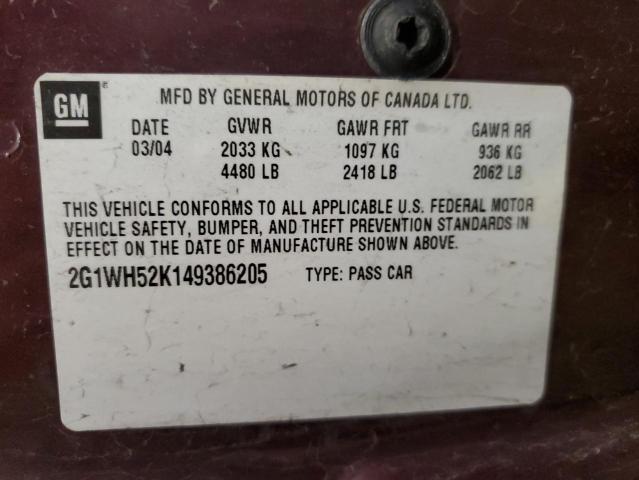 GM
MFD BY GENERAL MOTORS OF CANADA LTD.
DATE GVWR GAWR FRT GAWR RR
03/04 2033 KG 1097 KG 936 KG
4480 LB 2418 LB 2062 LB
THIS VEHICLE CONFORMS TO ALL APPLICABLE U.S. FEDERAL MOTOR
VEHICLE SAFETY, BUMPER, AND THEFT PREVENTION STANDARDS IN
EFFECT ON THE DATE OF MANUFACTURE SHOWN ABOVE.
2G1WH52K149386205 TYPE: PASS CAR